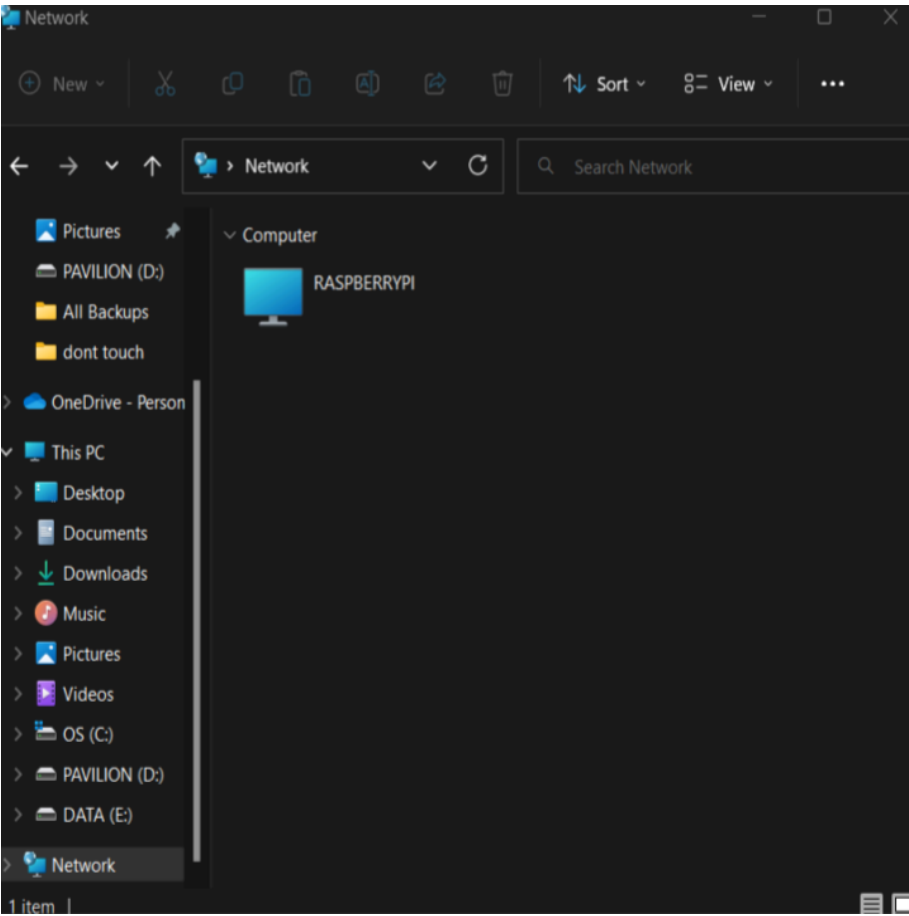 Network
New
Sort
View
Network
Search Network
Pictures
PAVILION (D:)
All Backups
dont touch
OneDrive - Person
This PC
Desktop
Documents
Downloads
Music
Pictures
Videos
OS (C:)
PAVILION (D:)
DATA (E:)
Network
Computer
RASPBERRYPI
1 item